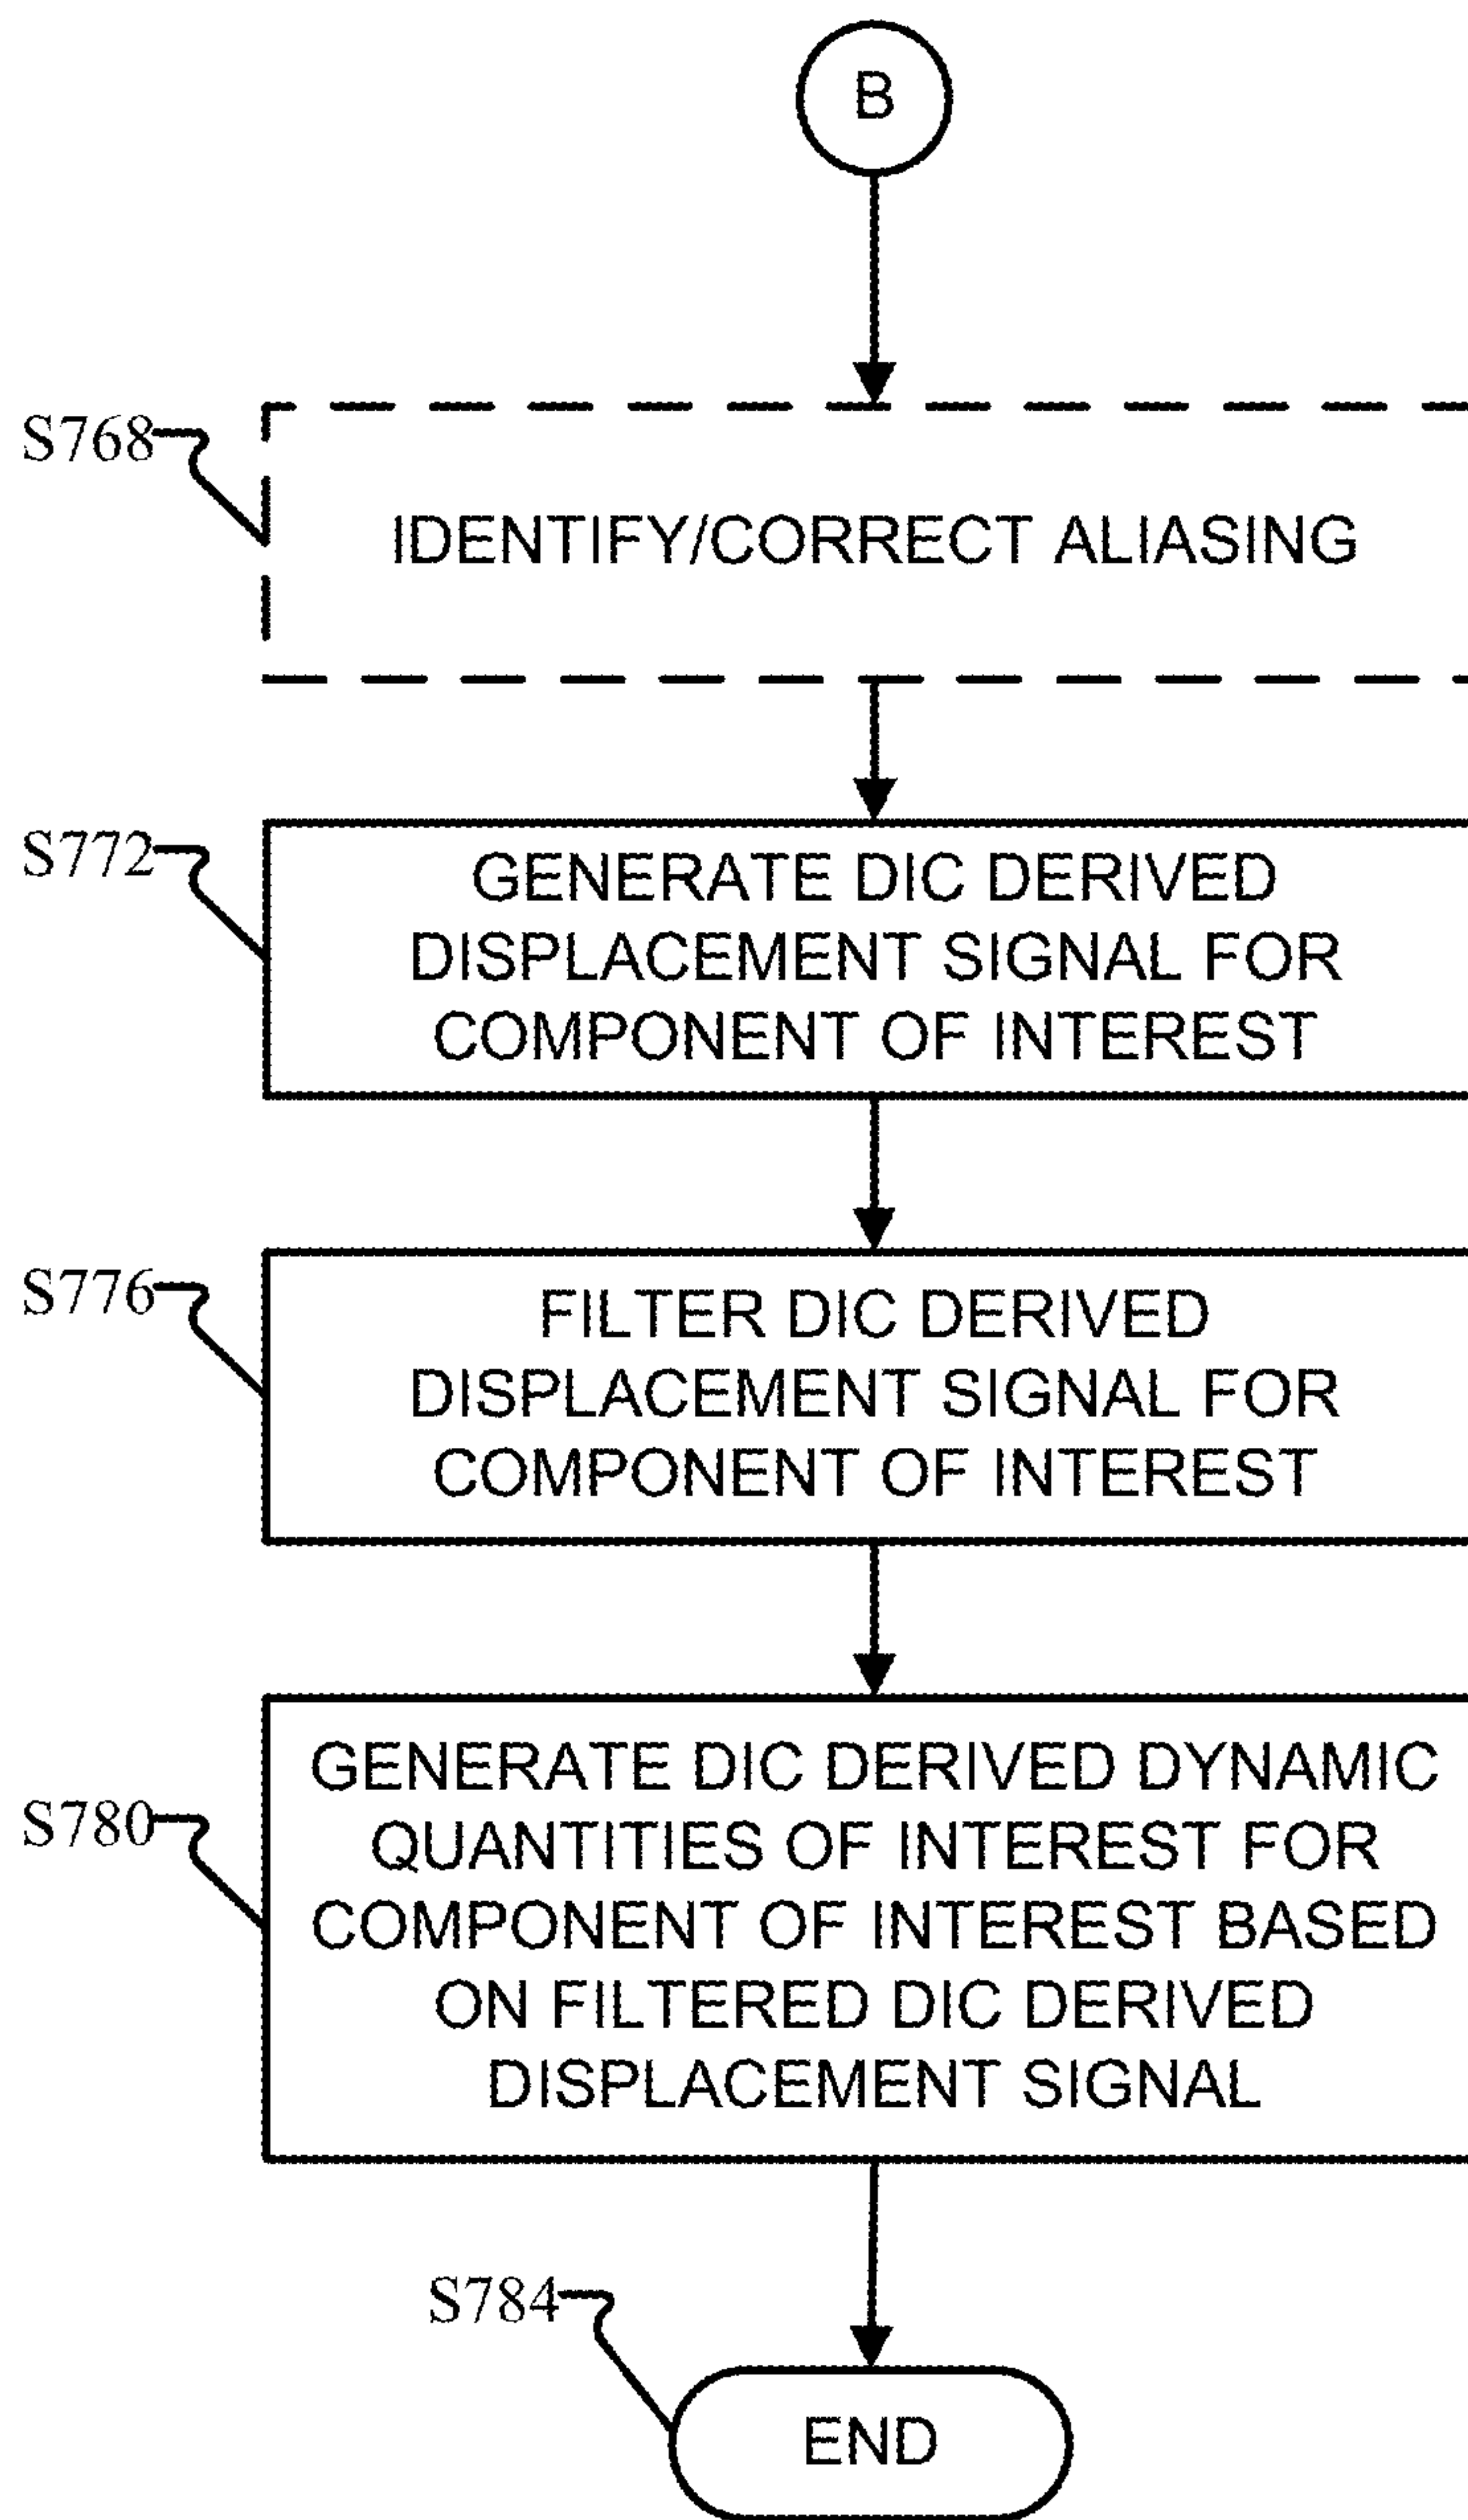 B
S768
IDENTIFY/CORRECT ALIASING
S772
GENERATE DIC DERIVED
DISPLACEMENT SIGNAL FOR
COMPONENT OF INTEREST
S776
FILTER DIC DERIVED
DISPLACEMENT SIGNAL FOR
COMPONENT OF INTEREST
S780
GENERATE DIC DERIVED DYNAMIC
QUANTITIES OF INTEREST FOR
COMPONENT OF INTEREST BASED
ON FILTERED DIC DERIVED
DISPLACEMENT SIGNAL
S784
END